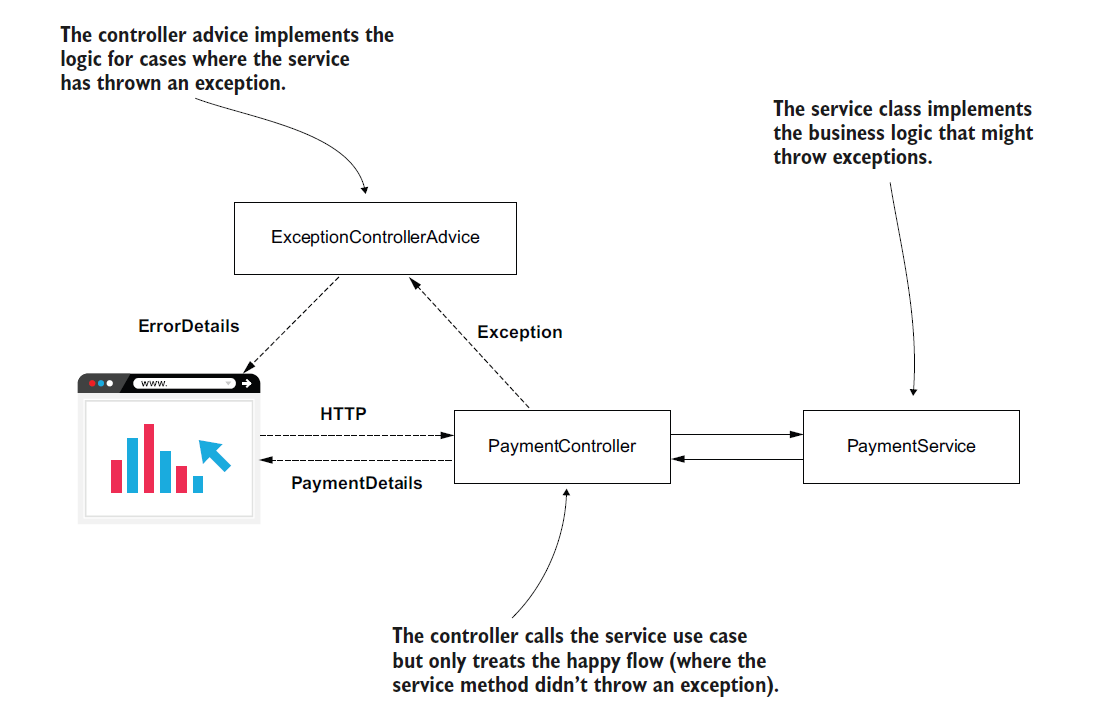 The controller advice implements the
logic for cases where the service
has thrown an exception.
The service class implements
the business logic that might
throw exceptions.
ExceptionControllerAdvice
ErrorDetails
Exception
www.
HTTP
PaymentController
PaymentService
PaymentDetails
The controller calls the service use case
but only treats the happy flow (where the
service method didn’t throw an exception).